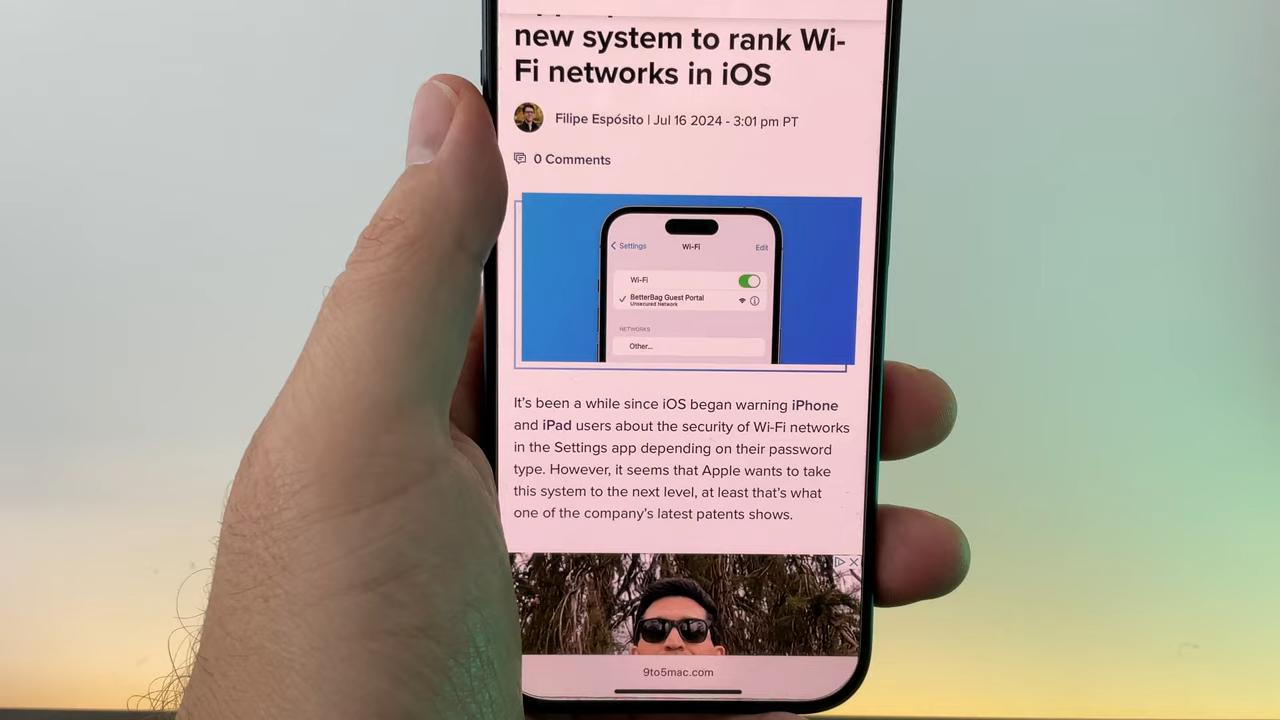 new system to rank Wi-
Fi networks in iOS
Filipe Espósito | Jul 16 2024 - 3:01 pm PT
0 Comments
Settings
Wi-Fi
Edit
Wi-Fi
BetterBag Guest Portal
Unsecured Network
NETWORKS
Other...
It's been a while since iOS began warning iPhone
and iPad users about the security of Wi-Fi networks
in the Settings app depending on their password
type. However, it seems that Apple wants to take
this system to the next level, at least that's what
one of the company's latest patents shows.
9to5mac.com